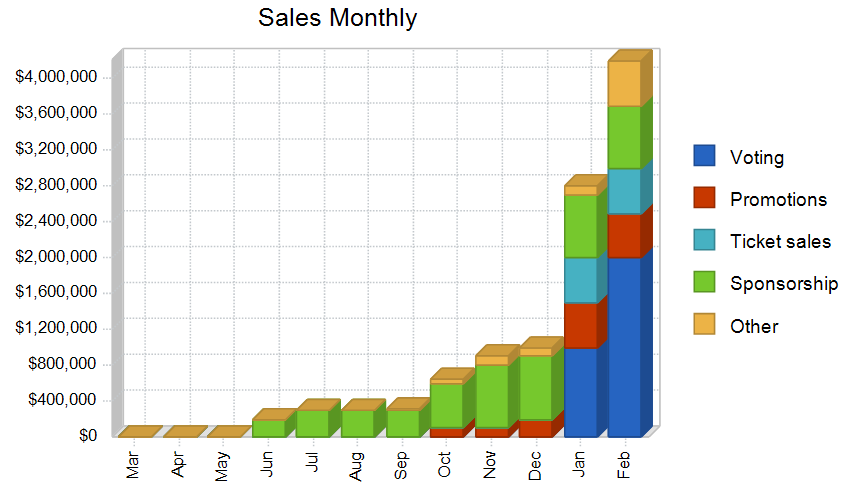 Sales Monthly
$4,000,000
$3,600,000
$3,200,000
$2,800,000
$2,400,000
$2,000,000
$1,600,000
$1,200,000
$800,000
$400,000
$0
Mar
Apr
May
Jun
Jul
Aug
Sep
Oct
Nov
Dec
Jan
Feb
Voting
Promotions
Ticket sales
Sponsorship
Other